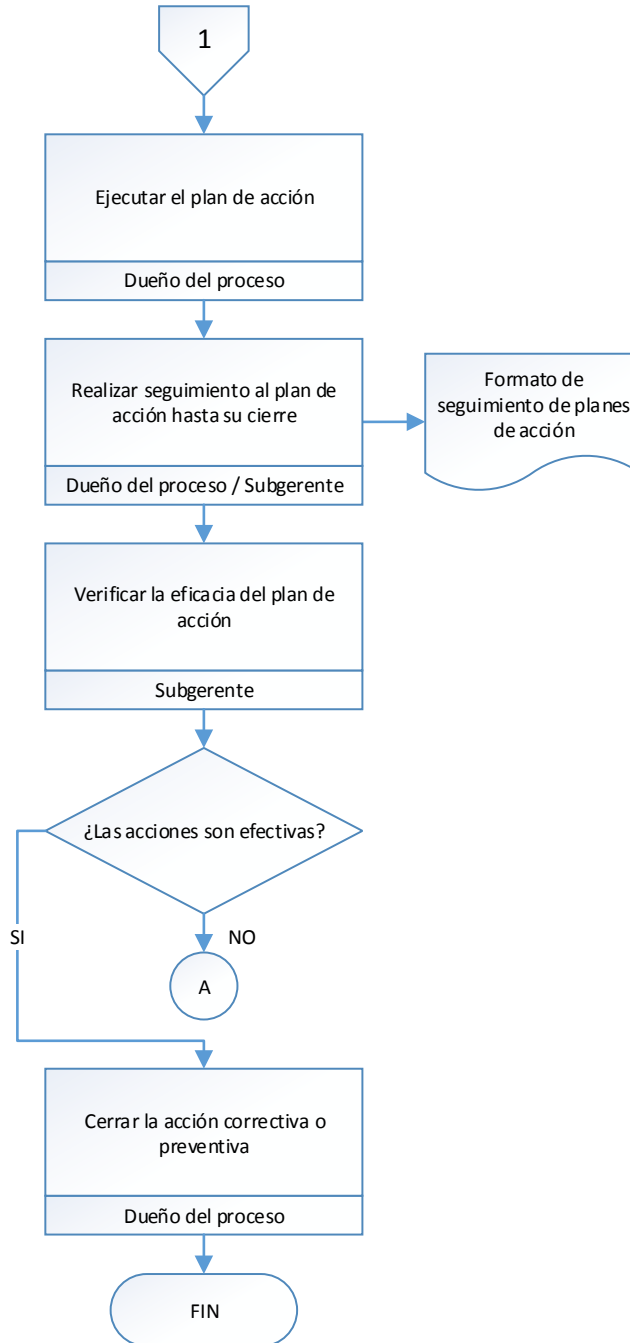 1
Ejecutar el plan de acción
Dueño del proceso
Realizar seguimiento al plan de
acción hasta su cierre
Dueño del proceso / Subgerente
Formato de
seguimiento de planes
de acción
Verificar la eficacia del plan de
acción
Subgerente
¿Las acciones son efectivas?
SI
NO
A
Cerrar la acción correctiva o
preventiva
Dueño del proceso
FIN